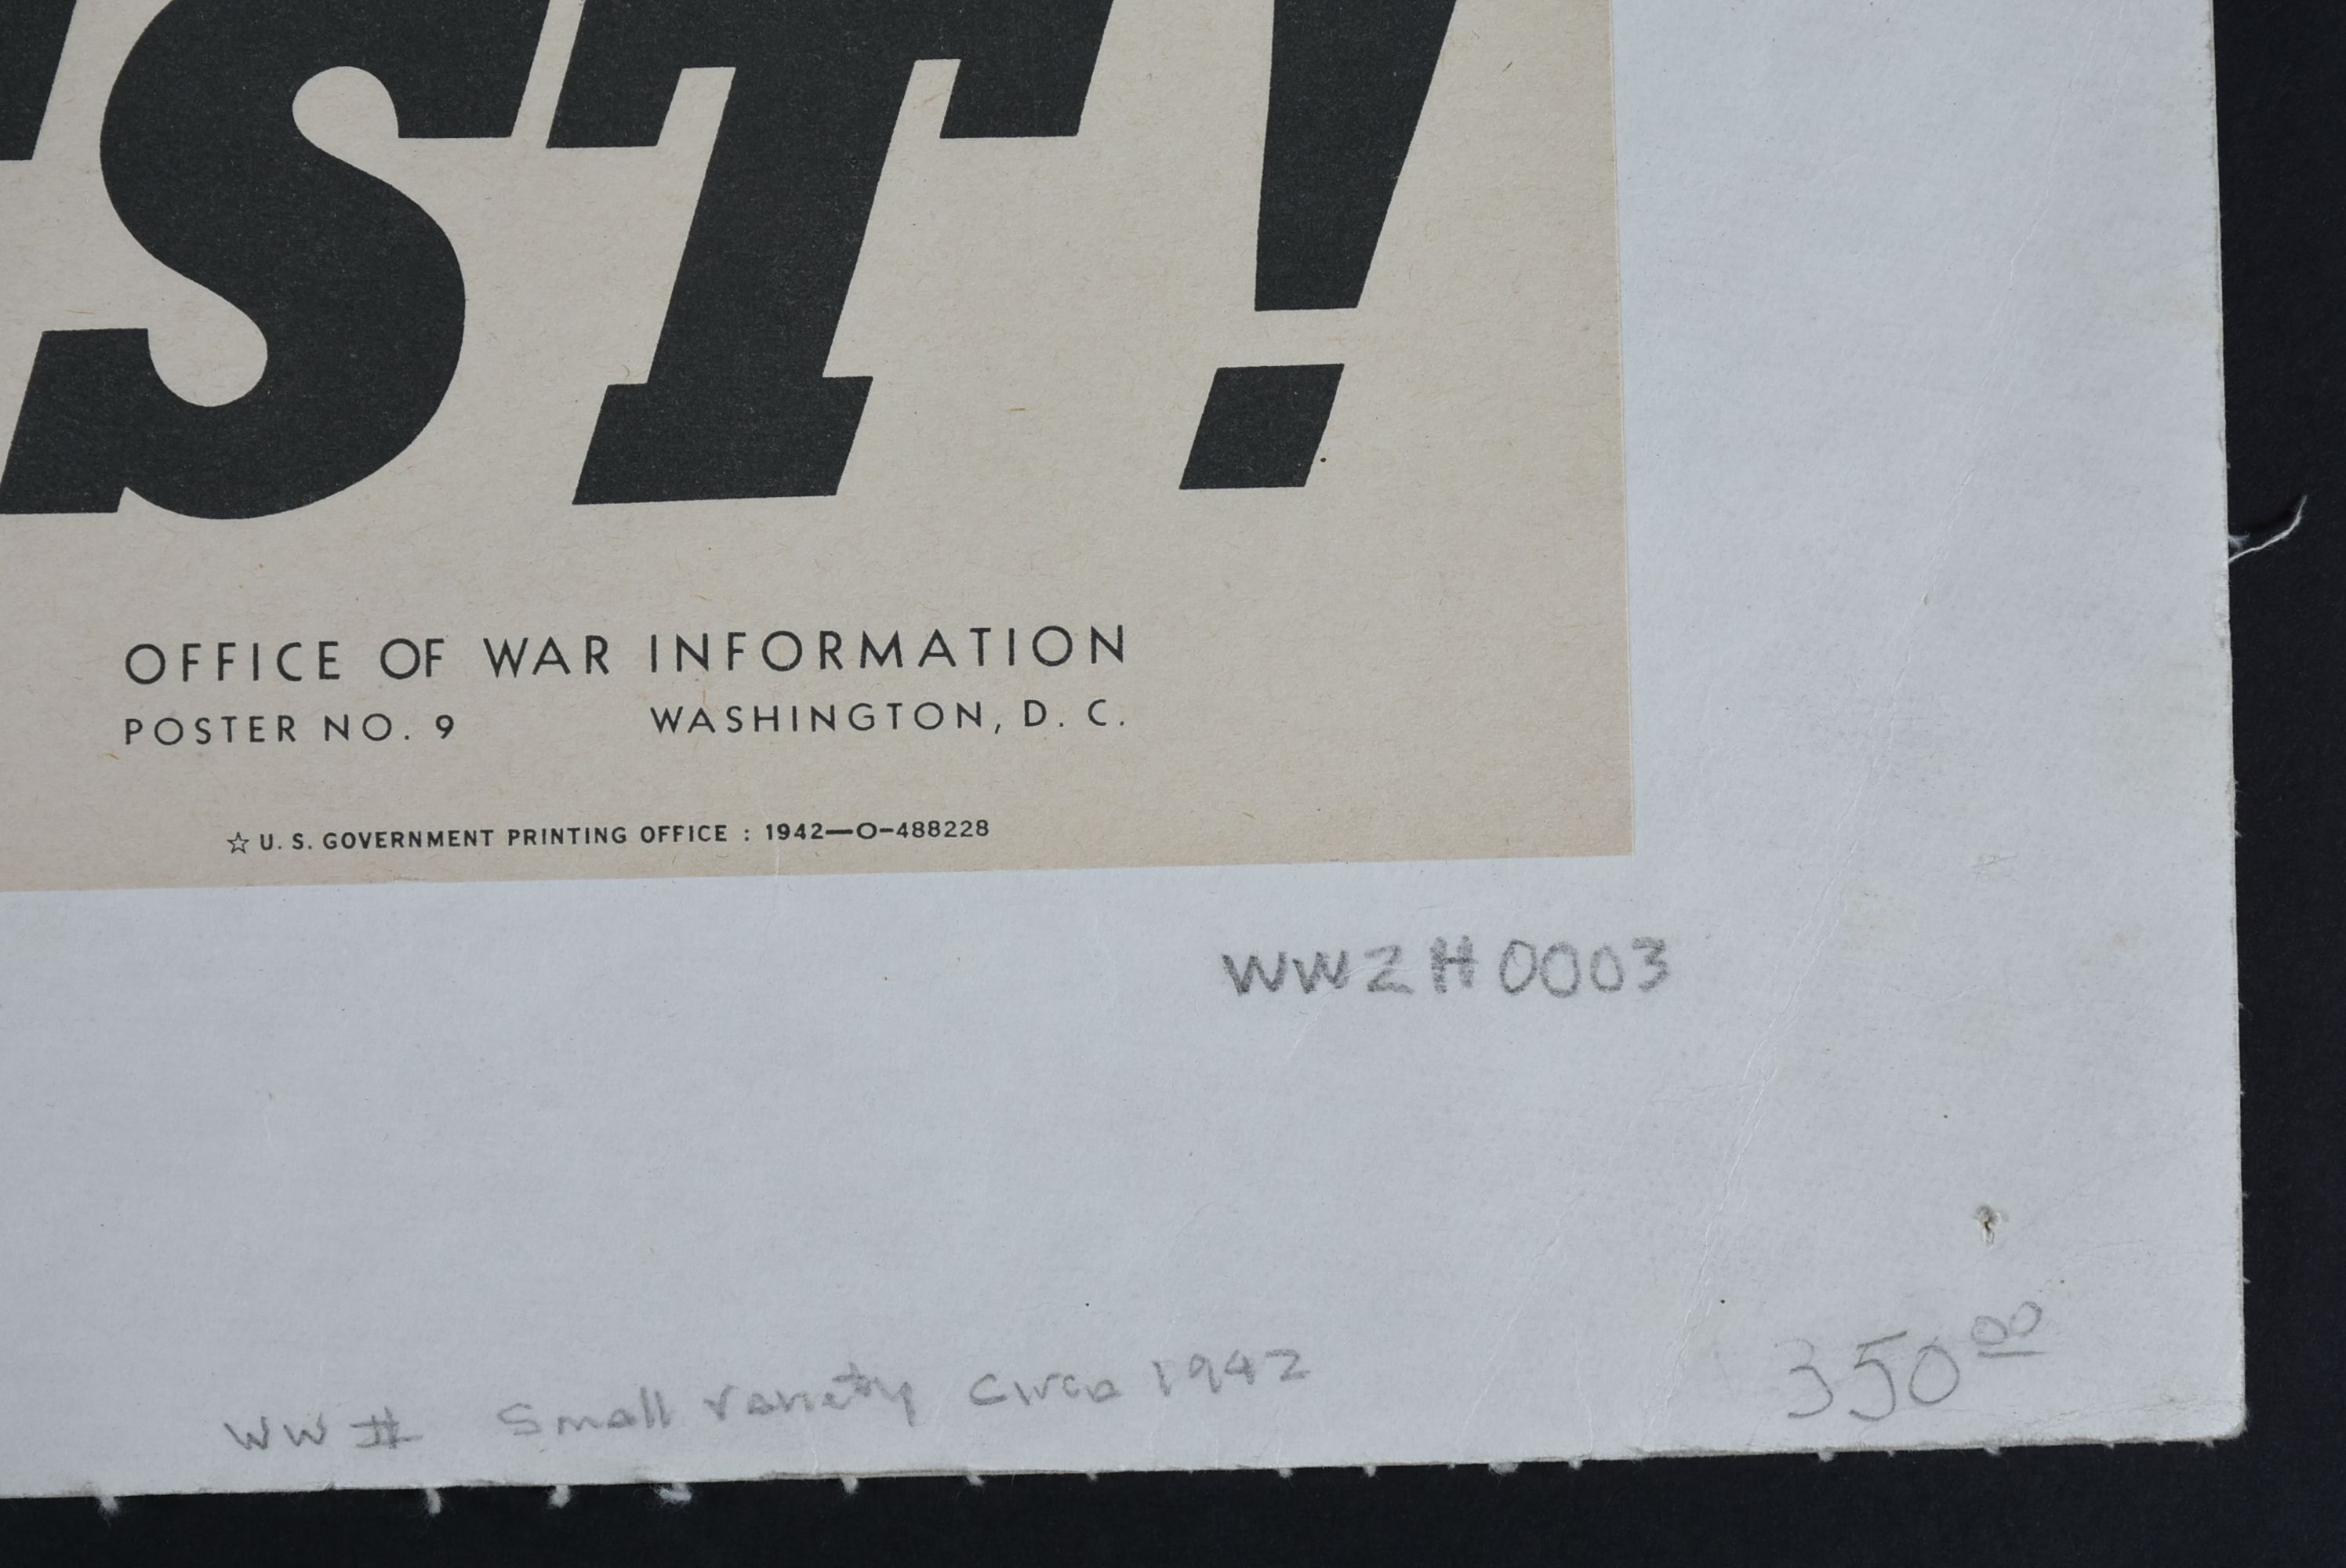 ST!
OFFICE OF WAR INFORMATION
POSTER NO. 9 WASHINGTON, D. C.
☆ U. S. GOVERNMENT PRINTING OFFICE : 1942—O-488228
WW2H0003
WW II Small variety circa 1942
350 00